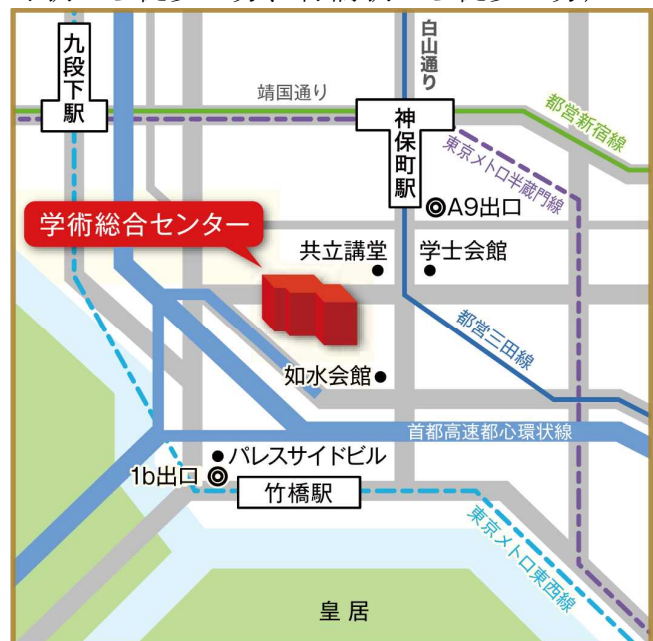 九段下駅
靖国通り
白山通り
神保町駅
都営新宿線
東京メトロ半蔵門線
A9出口
学術総合センター
共立講堂
学士会館
都営三田線
如水会館
首都高速都心環状線
パレスサイドビル
1b出口
竹橋駅
東京メトロ東西線
皇居